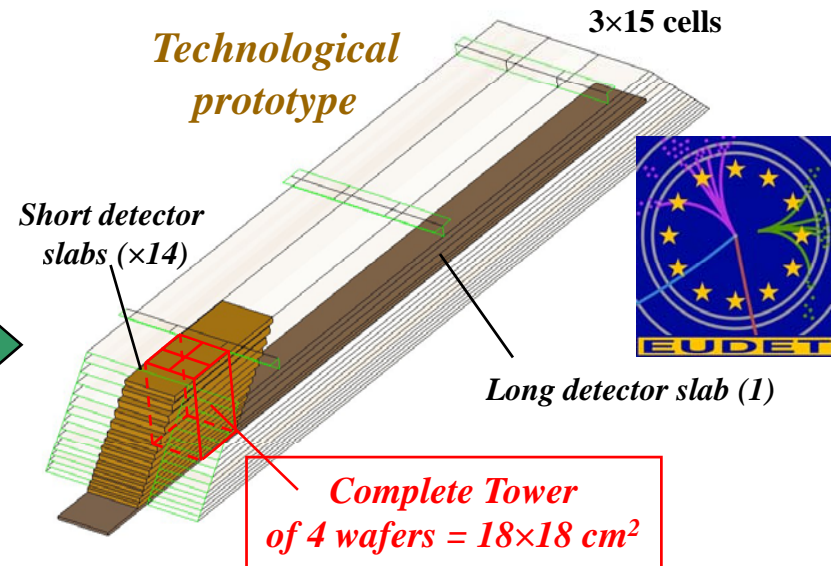 3×15 cells
Technological
prototype
Short detector
slabs (×14)
EUDET
Long detector slab (1)
Complete Tower
of 4 wafers = 18×18 cm²